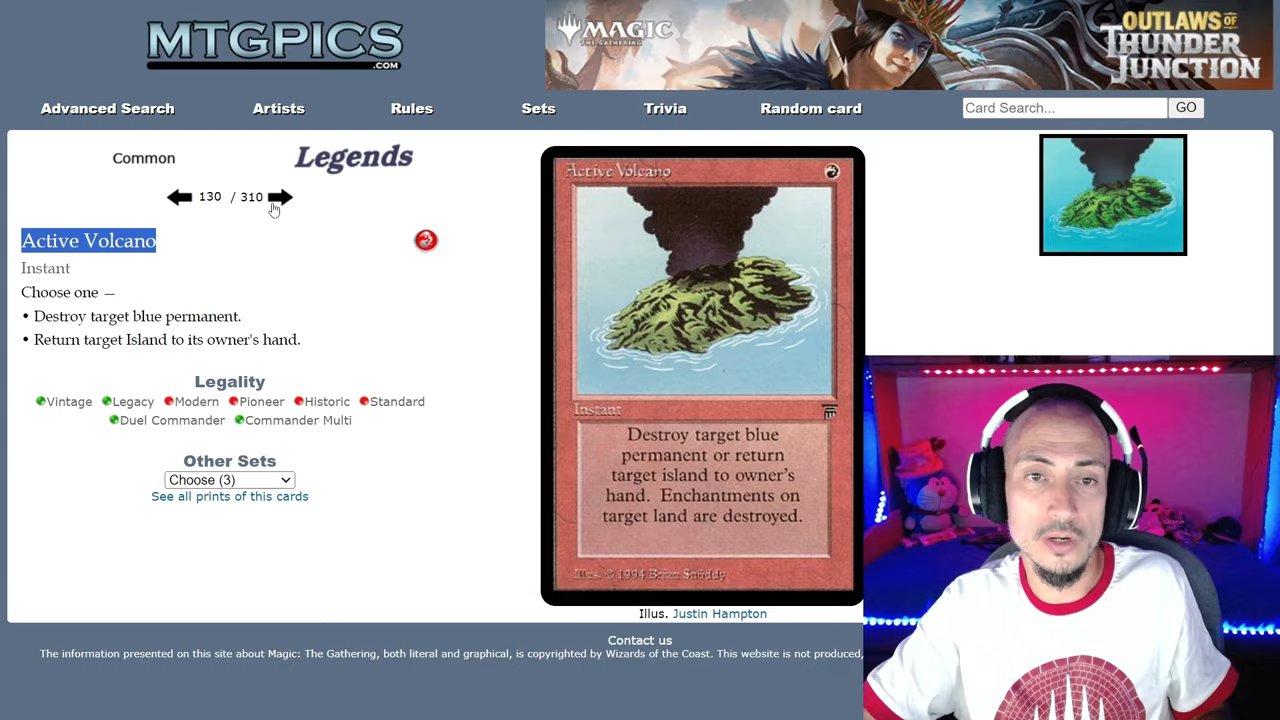 MTGPICS
.COM
MAGIC
THE GATHERING
OUTLAWS OF
THUNDER
JUNCTION
Advanced Search
Artists
Rules
Sets
Trivia
Random card
Card Search...
GO
Common
Legends
130 / 310
Active Volcano
Instant
Choose one —
• Destroy target blue permanent.
• Return target Island to its owner's hand.
Legality
Vintage Legacy Modern Pioneer Historic Standard
Duel Commander Commander Multi
Other Sets
Choose (3)
See all prints of this cards
Active Volcano
Instant
Destroy target blue
permanent or return
target island to owner's
hand. Enchantments on
target land are destroyed.
Illus. © 1994 Brian Snoddy
Illus. Justin Hampton
Contact us
The information presented on this site about Magic: The Gathering, both literal and graphical, is copyrighted by Wizards of the Coast. This website is not produced,